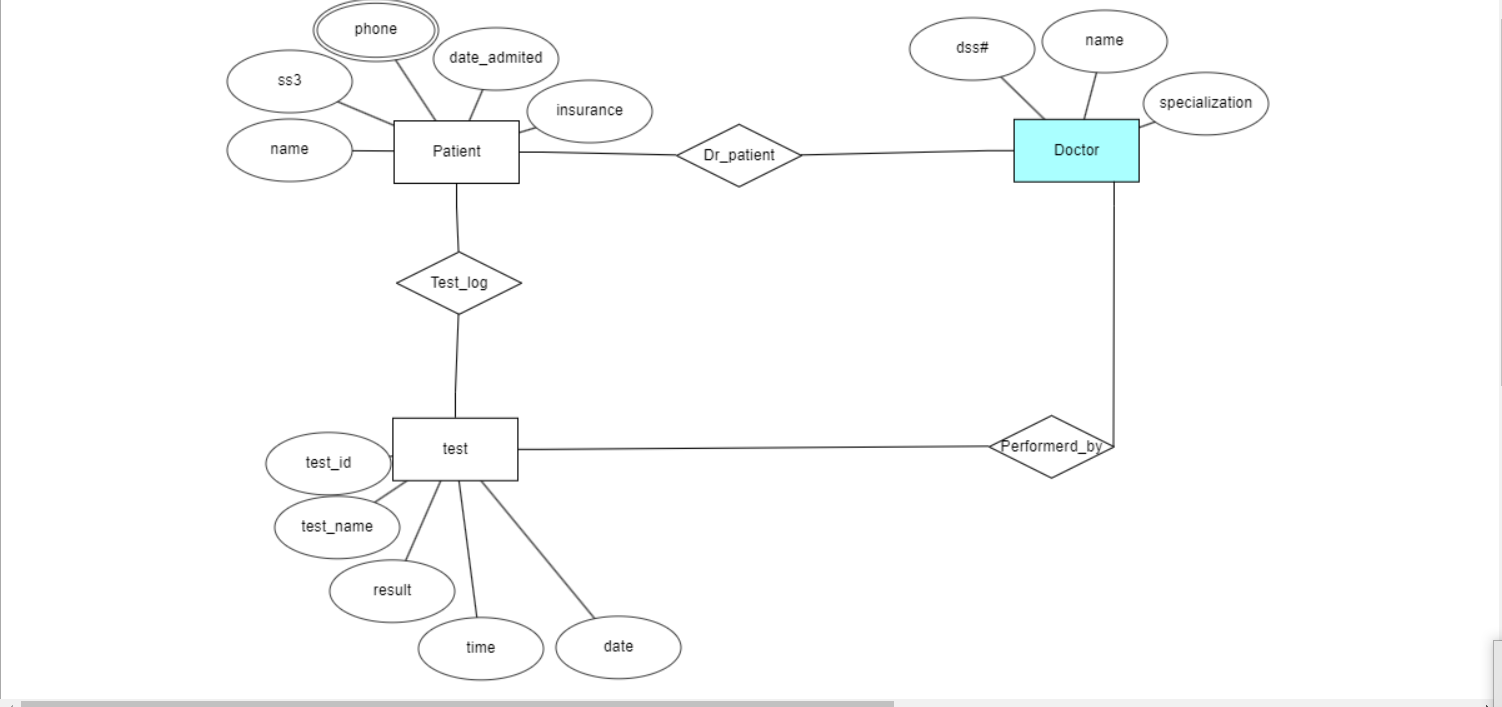 phone
date_admited
ss3
insurance
name
Patient
Dr_patient
dss#
name
specialization
Doctor
Test_log
test
Performerd_by
test_id
test_name
result
time
date